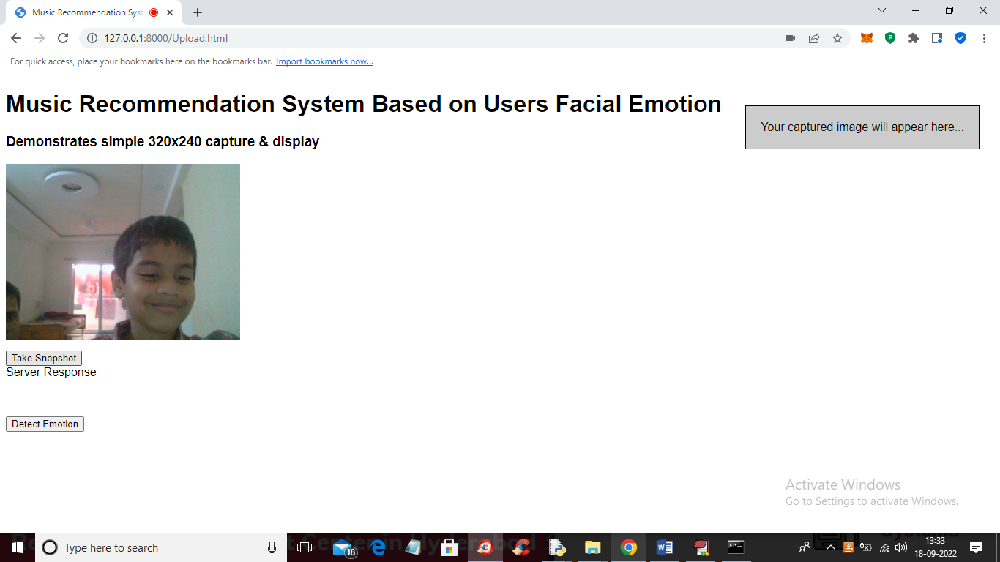 Music Recommendation Syst
127.0.0.1:8000/Upload.html
For quick access, place your bookmarks here on the bookmarks bar. Import bookmarks now...
Music Recommendation System Based on Users Facial Emotion
Your captured image will appear here...
Demonstrates simple 320x240 capture & display
Take Snapshot
Server Response
Detect Emotion
Activate Windows
Go to Settings to activate Windows.
Type here to search
18
13:33
18-09-2022